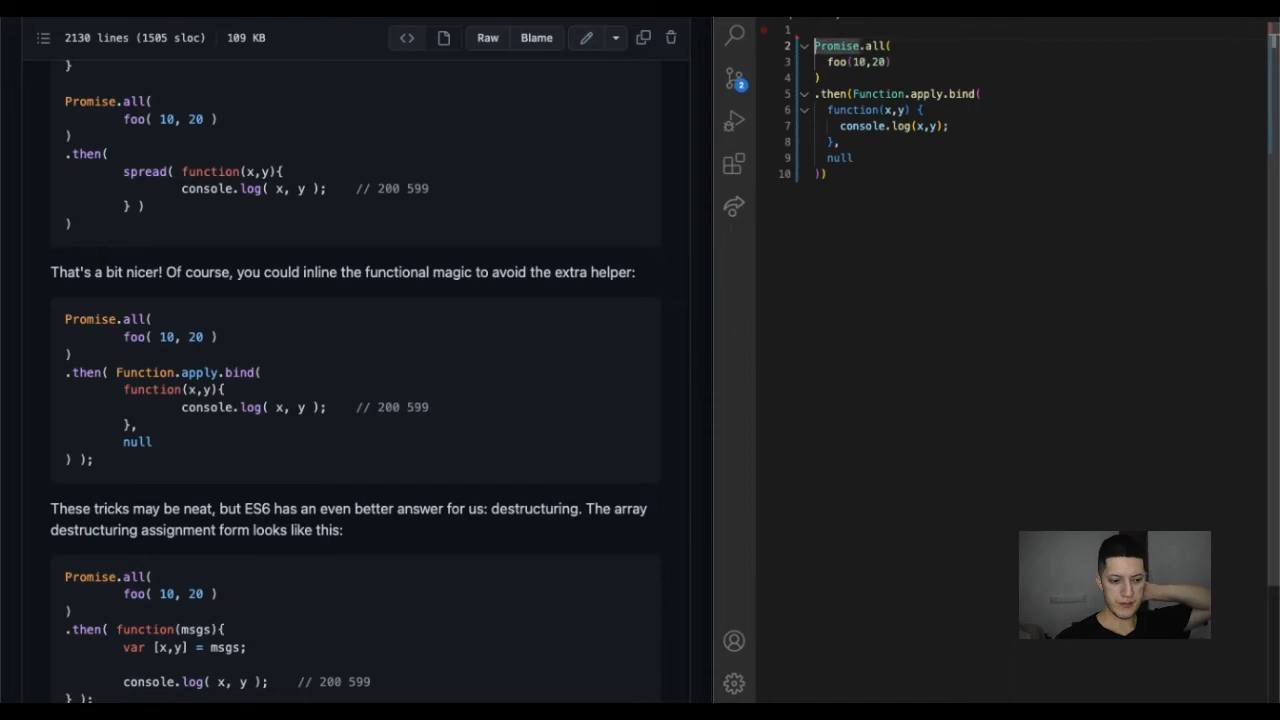 2130 lines (1505 sloc) 109 KB Raw Blame
}
Promise.all(
foo( 10, 20 )
)
.then(
spread( function(x,y){
console.log( x, y ); // 200 599
} )
)
That's a bit nicer! Of course, you could inline the functional magic to avoid the extra helper:
Promise.all(
foo( 10, 20 )
)
.then( Function.apply.bind(
function(x,y){
console.log( x, y ); // 200 599
},
null
) );
These tricks may be neat, but ES6 has an even better answer for us: destructuring. The array
destructuring assignment form looks like this:
Promise.all(
foo( 10, 20 )
)
.then( function(msgs){
var [x,y] = msgs;
console.log( x, y ); // 200 599
} );
2
1
2 Promise.all(
3 foo(10,20)
4 )
5 .then(Function.apply.bind(
6 function(x,y) {
7 console.log(x,y);
8 },
9 null
10 ))